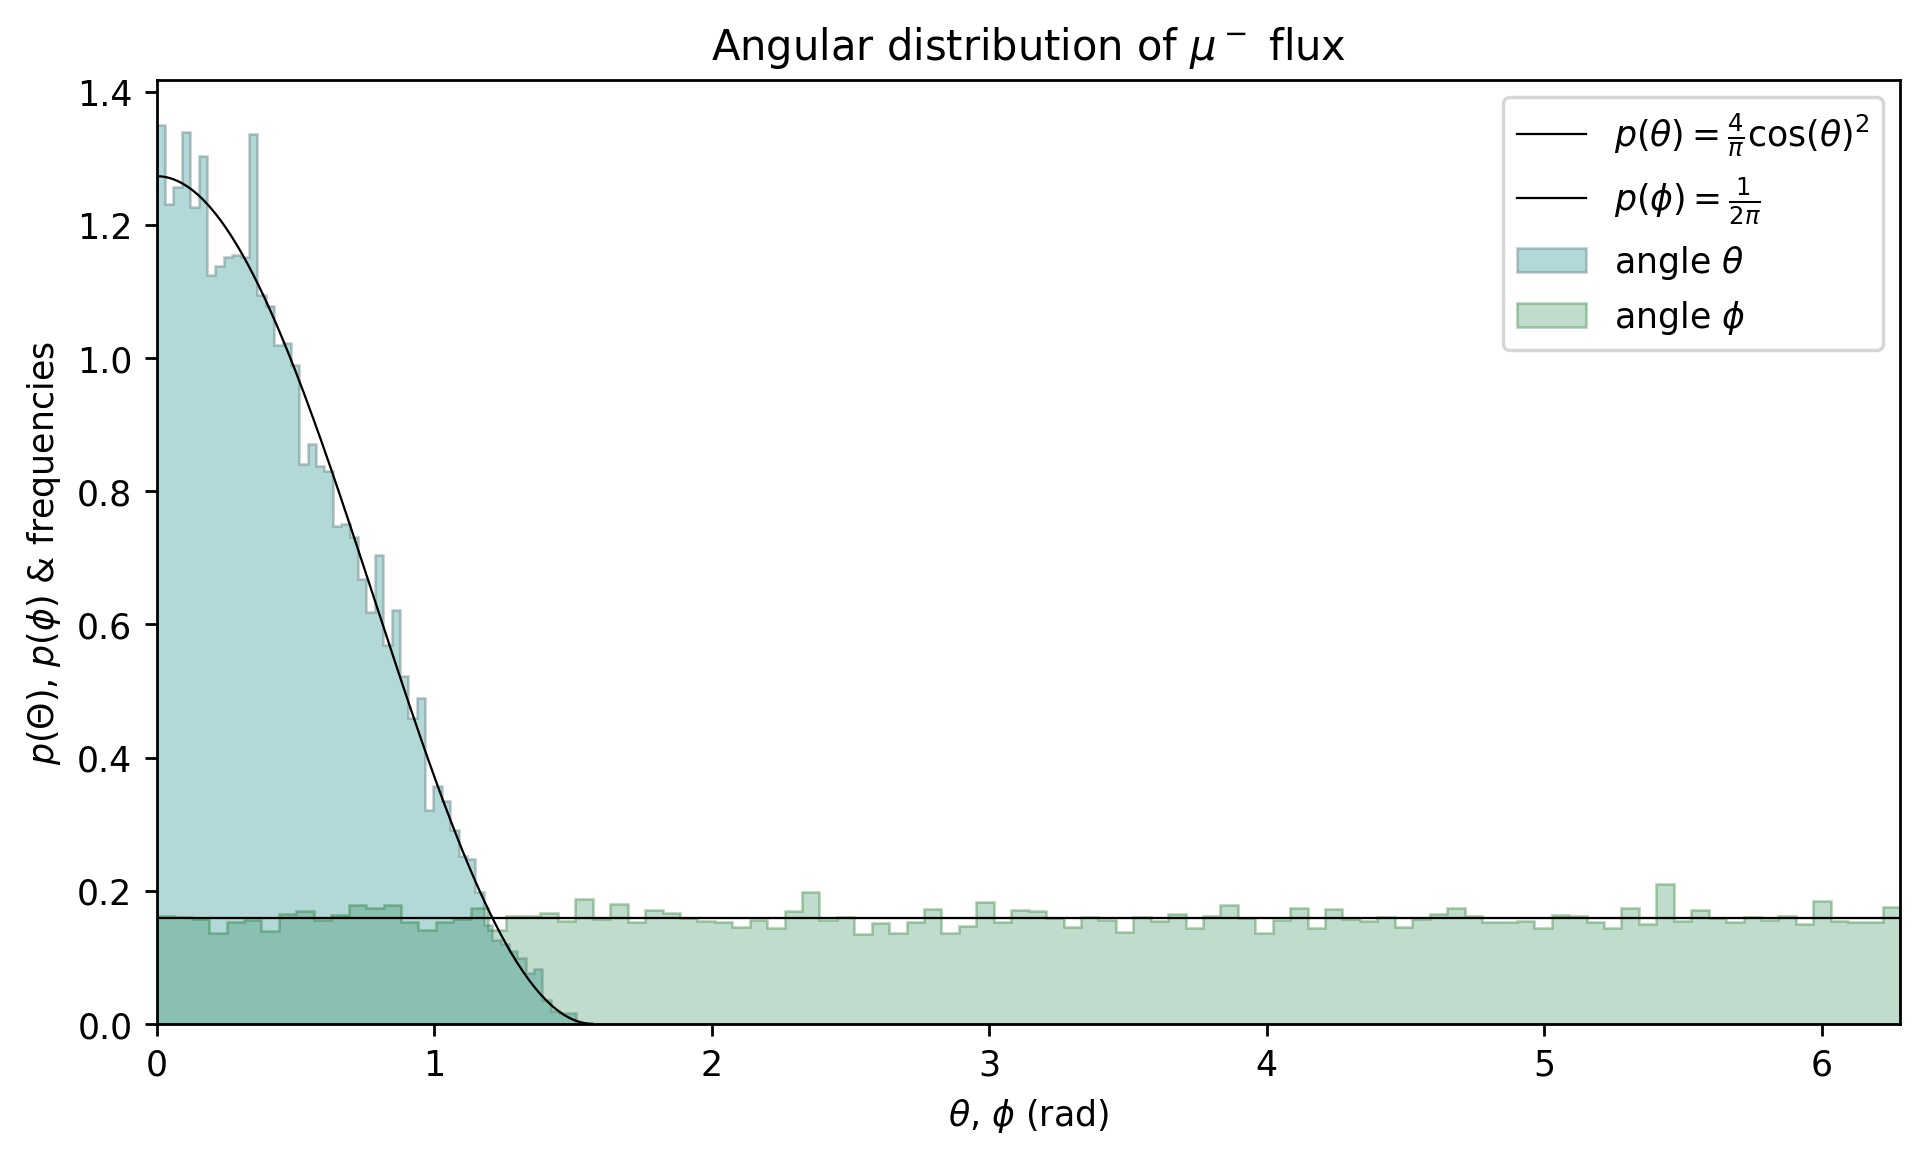 Angular distribution of μ⁻ flux
p(θ) = 4/π cos(θ)²
p(ϕ) = 1/2π
angle θ
angle ϕ
p(Θ), p(ϕ) & frequencies
1.4
1.2
1.0
0.8
0.6
0.4
0.2
0.0
0 1 2 3 4 5 6
θ, ϕ (rad)